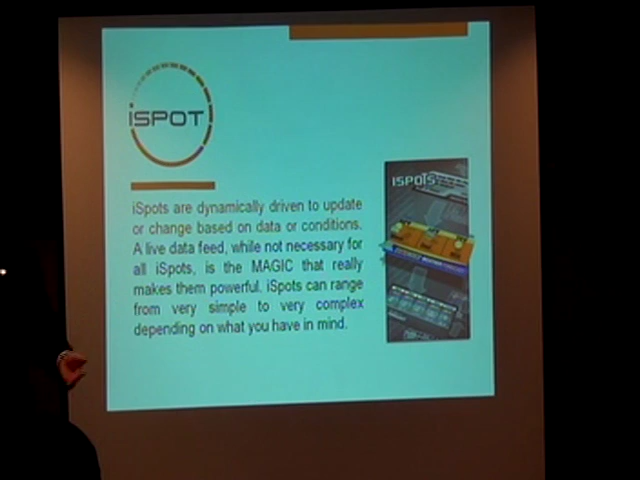 iSPOT
iSPOTS
iSpots are dynamically driven to update
or change based on data or conditions.
A live data feed, while not necessary for
all iSpots, is the MAGIC that really
makes them powerful. iSpots can range
from very simple to very complex
depending on what you have in mind.